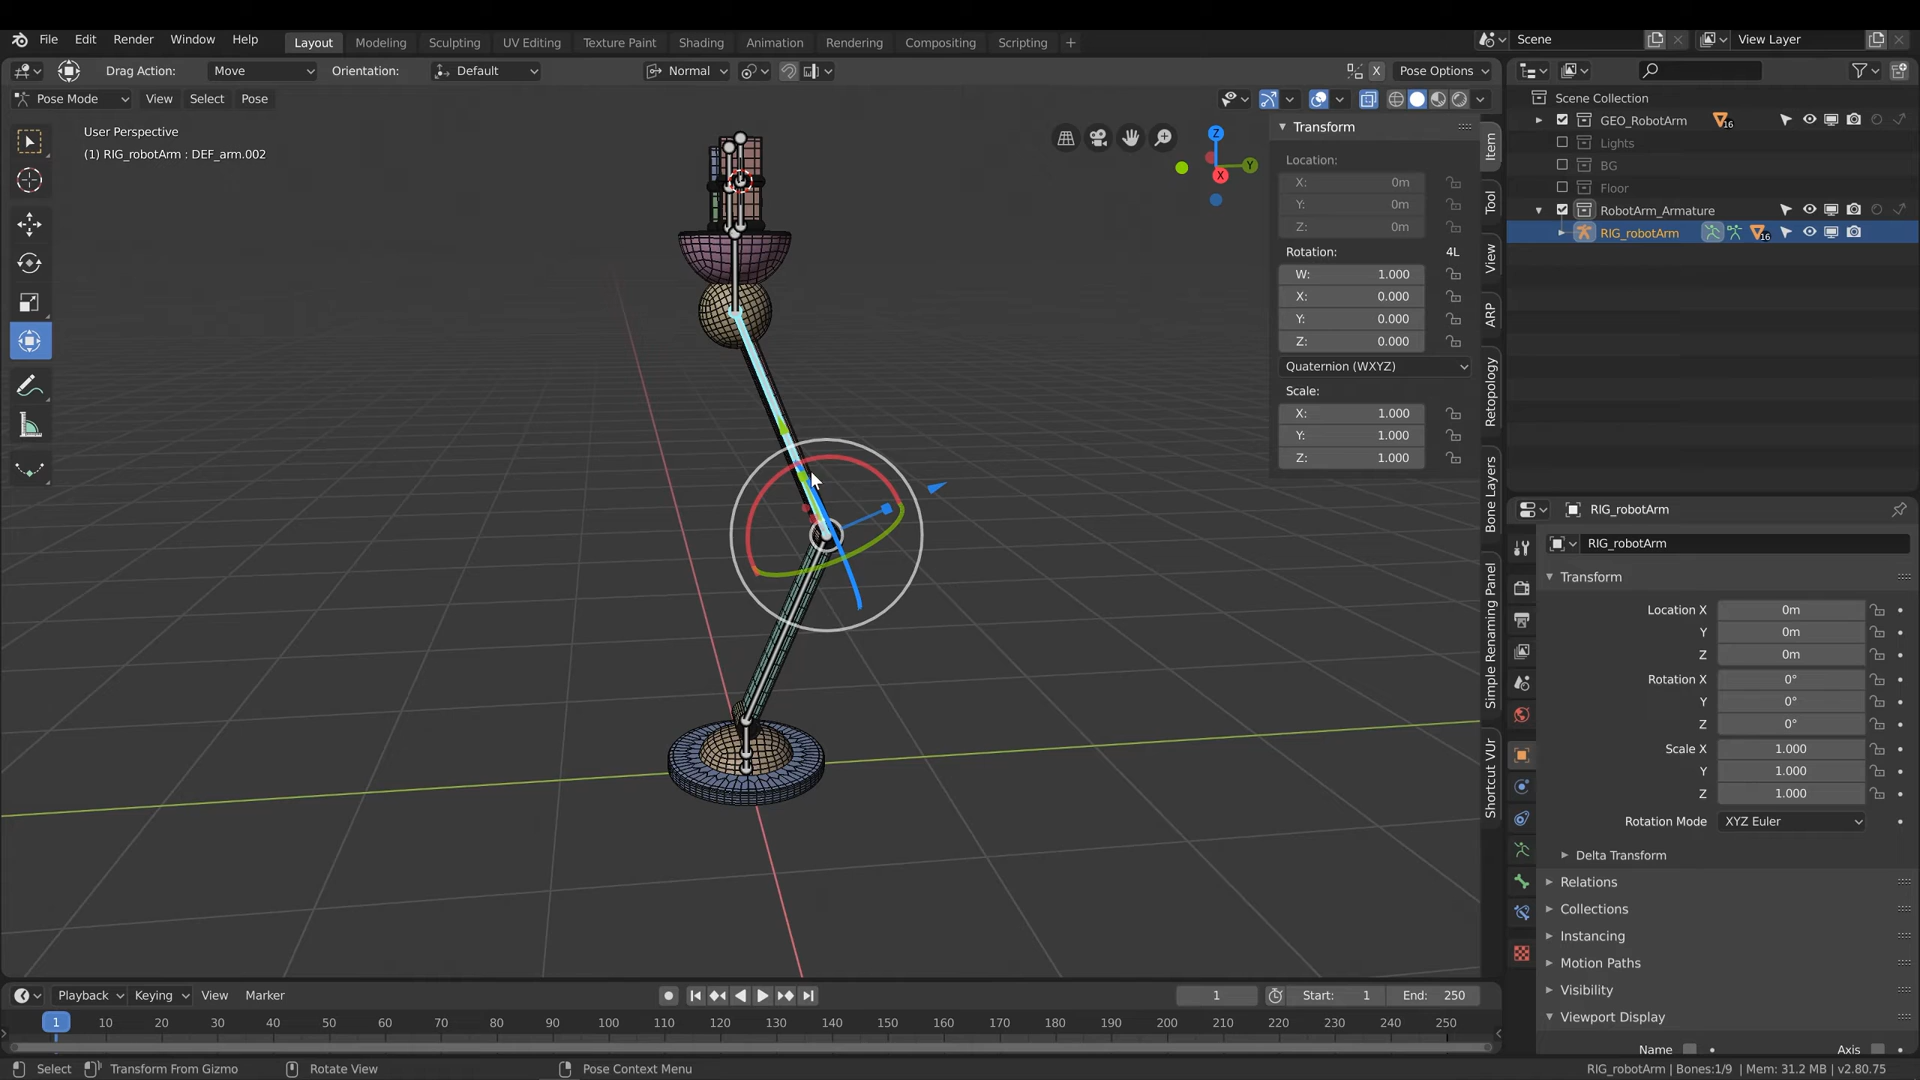 File Edit Render Window Help Layout Modeling Sculpting UV Editing Texture Paint Shading Animation Rendering Compositing Scripting + Scene View Layer
Drag Action: Move Orientation: Default Normal X Pose Options
Pose Mode View Select Pose
User Perspective
(1) RIG_robotArm : DEF_arm.002
Z
Y
X
Transform
Location:
X: 0m
Y: 0m
Z: 0m
Rotation: 4L
W: 1.000
X: 0.000
Y: 0.000
Z: 0.000
Quaternion (WXYZ)
Scale:
X: 1.000
Y: 1.000
Z: 1.000
Item
Tool
View
ARP
Retopology
Bone Layers
Simple Renaming Panel
Shortcut VUr
Scene Collection
GEO_RobotArm 16
Lights
BG
Floor
RobotArm_Armature
RIG_robotArm 16
RIG_robotArm
RIG_robotArm
Transform
Location X 0m
Y 0m
Z 0m
Rotation X 0°
Y 0°
Z 0°
Scale X 1.000
Y 1.000
Z 1.000
Rotation Mode XYZ Euler
Delta Transform
Relations
Collections
Instancing
Motion Paths
Visibility
Viewport Display
Name Axis
Playback Keying View Marker 1 Start: 1 End: 250
1 10 20 30 40 50 60 70 80 90 100 110 120 130 140 150 160 170 180 190 200 210 220 230 240 250
Select Transform From Gizmo Rotate View Pose Context Menu RIG_robotArm | Bones:1/9 | Mem: 31.2 MB | v2.80.75